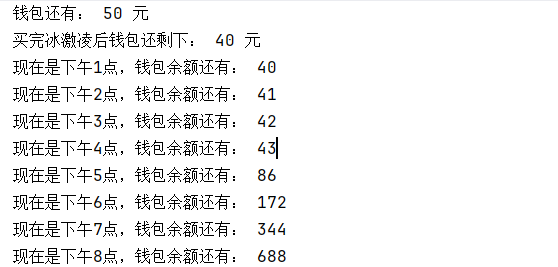 钱包还有: 50 元
买完冰激凌后钱包还剩下: 40 元
现在是下午1点，钱包余额还有: 40
现在是下午2点，钱包余额还有: 41
现在是下午3点，钱包余额还有: 42
现在是下午4点，钱包余额还有: 43
现在是下午5点，钱包余额还有: 86
现在是下午6点，钱包余额还有: 172
现在是下午7点，钱包余额还有: 344
现在是下午8点，钱包余额还有: 688